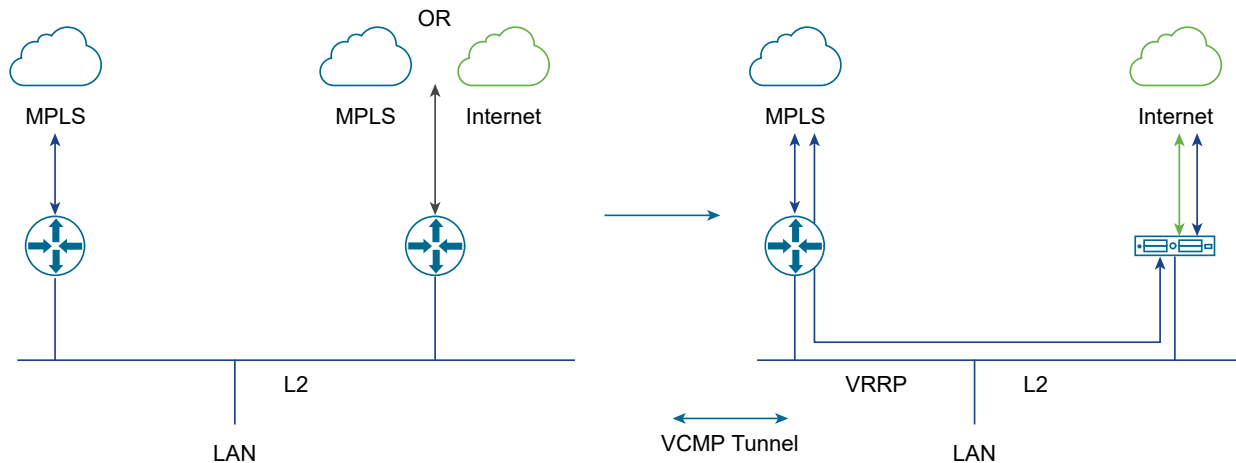 OR
MPLS
MPLS
Internet
MPLS
Internet
L2
LAN
VRRP
L2
VCMP Tunnel
LAN